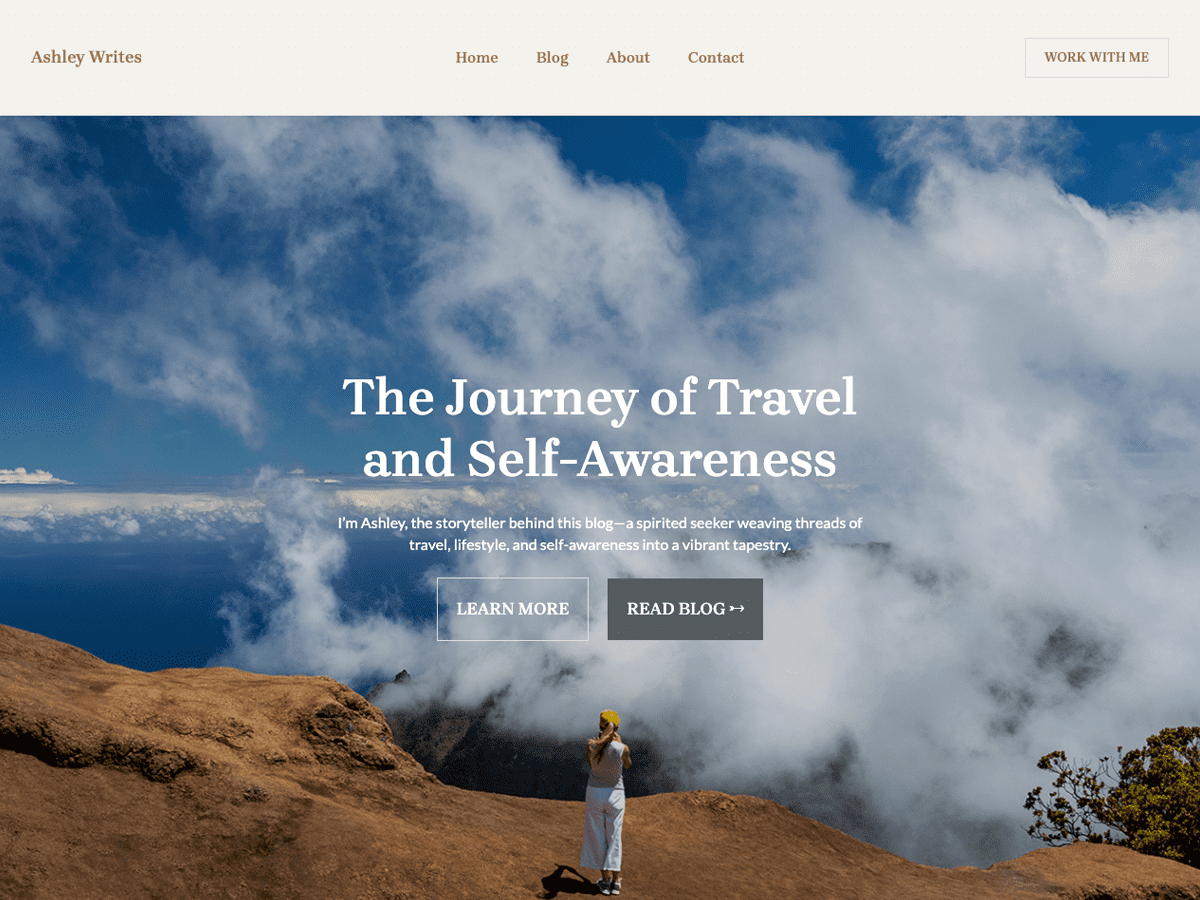 Ashley Writes
Home
Blog
About
Contact
WORK WITH ME
The Journey of Travel
and Self-Awareness
I'm Ashley, the storyteller behind this blog—a spirited seeker weaving threads of
travel, lifestyle, and self-awareness into a vibrant tapestry.
LEARN MORE
READ BLOG ➳